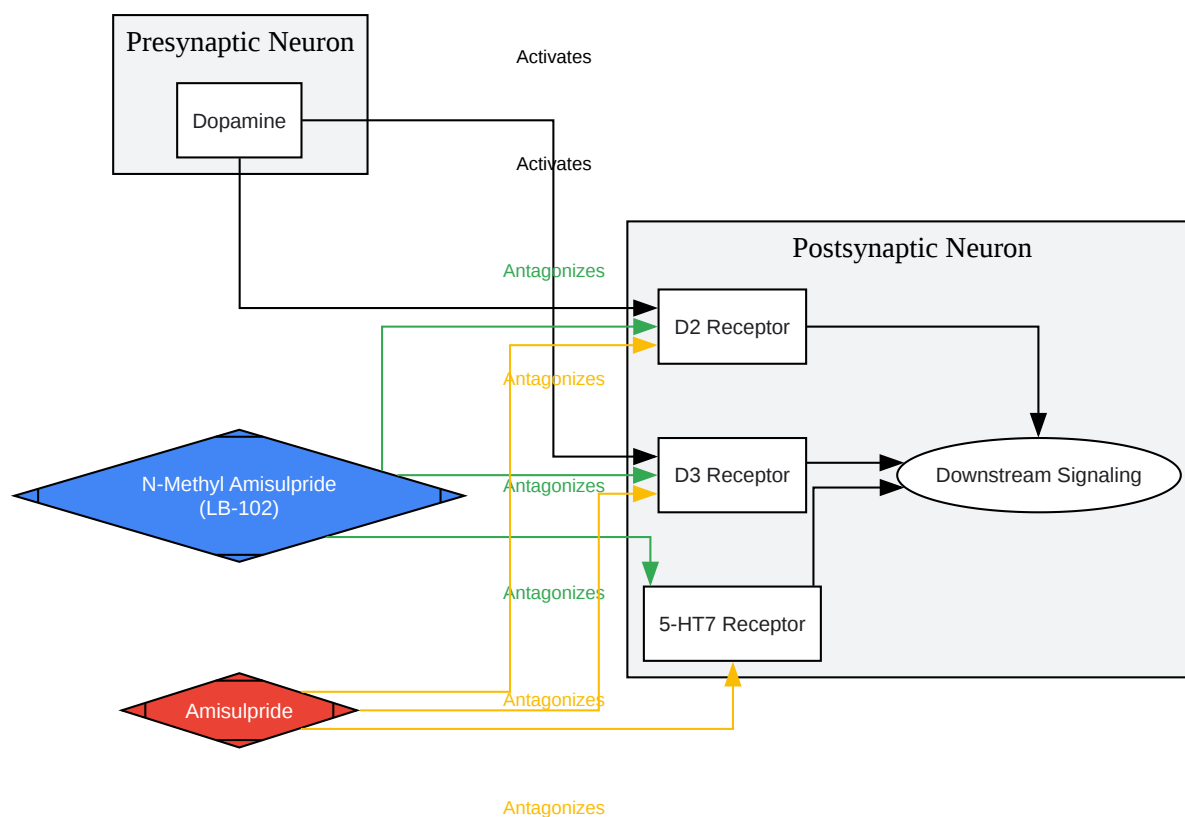 Presynaptic Neuron
Activates
Dopamine
Activates
Postsynaptic Neuron
Antagonizes
D2 Receptor
Antagonizes
N-Methyl Amisulpride
(LB-102)
D3 Receptor
Downstream Signaling
Antagonizes
Antagonizes
5-HT7 Receptor
Antagonizes
Amisulpride
Antagonizes